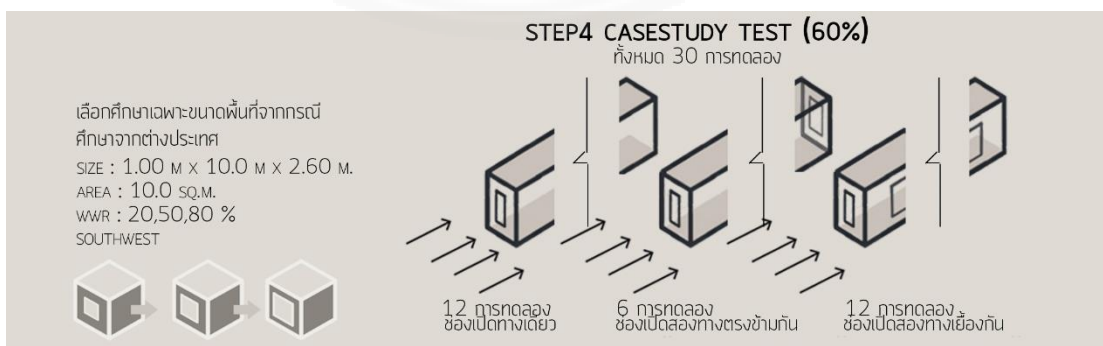 STEP4 CASESTUDY TEST (60%)
ทั้งหมด 30 การทดลอง
เลือกศึกษาเฉพาะขนาดพื้นที่จากกรณี
ศึกษาจากต่างประเทศ
SIZE : 1.00 M X 10.0 M X 2.60 M.
AREA : 10.0 SQ.M.
WWR : 20,50,80 %
SOUTHWEST
12 การทดลอง
ช่องเปิดทางเดียว
6 การทดลอง
ช่องเปิดสองทางตรงข้ามกัน
12 การทดลอง
ช่องเปิดสองทางเยื้องกัน